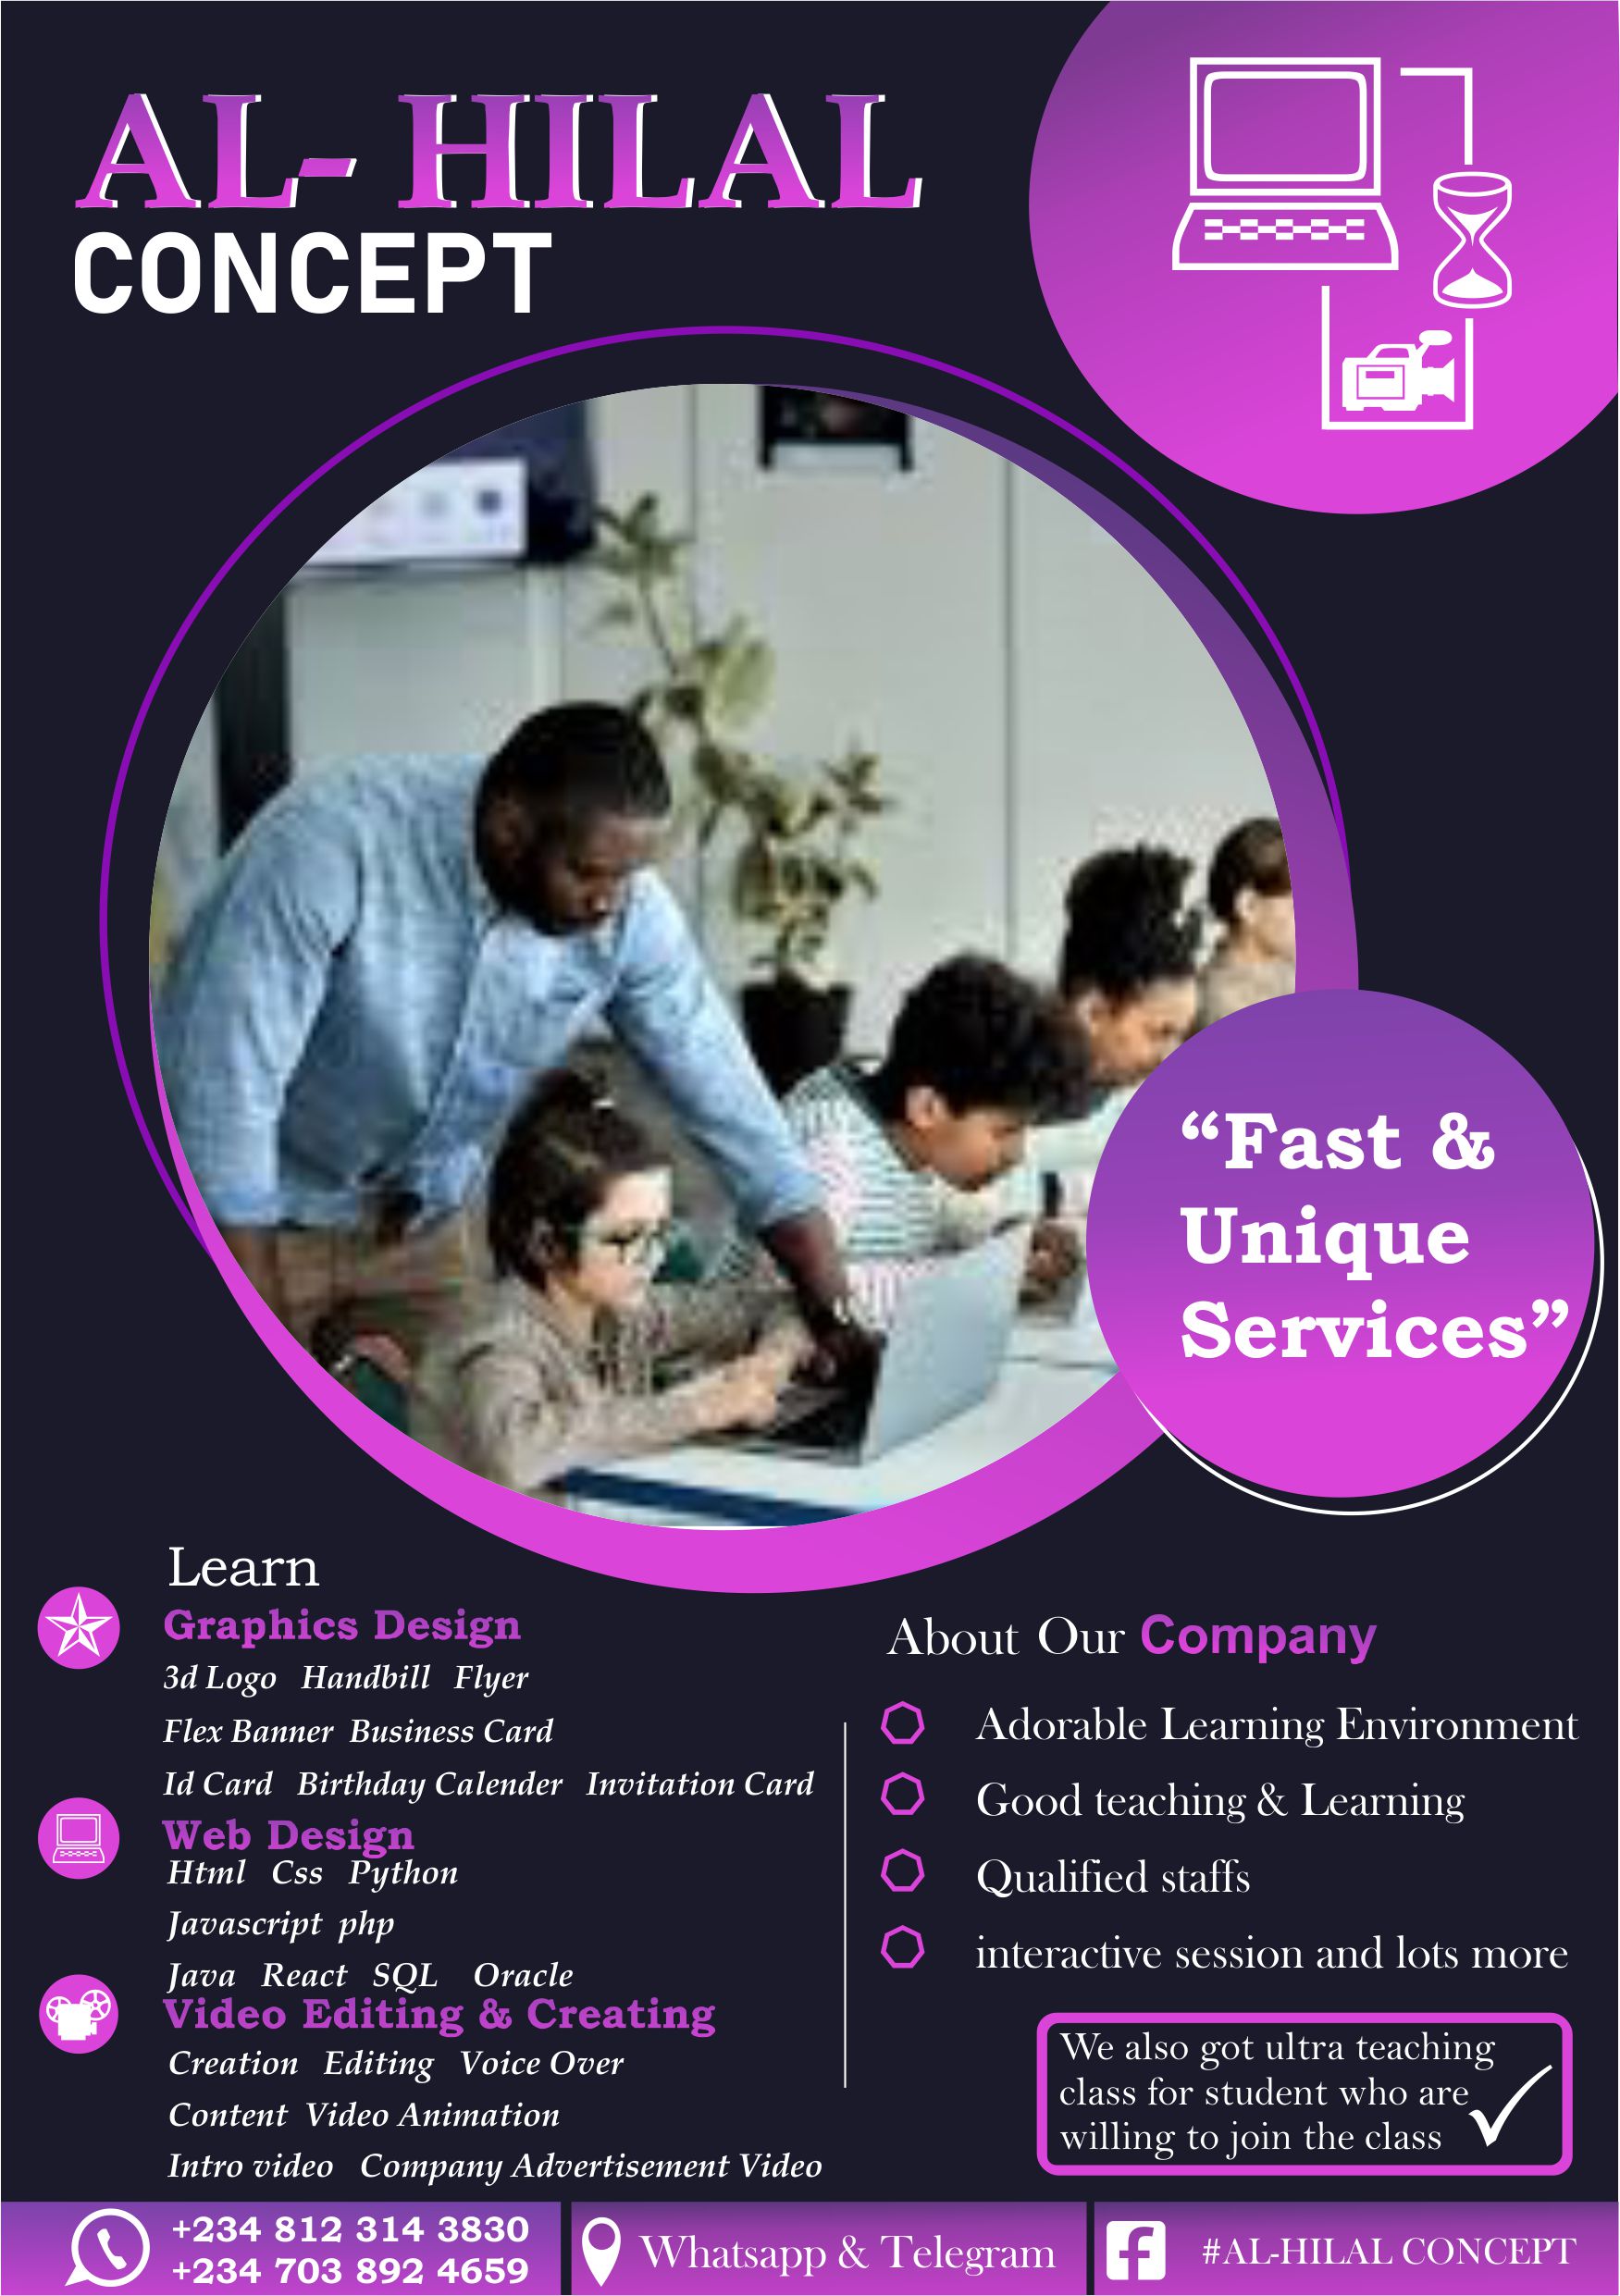 AL- HILAL
CONCEPT
“Fast &
Unique
Services”
Learn
Graphics Design
3d Logo Handbill Flyer
Flex Banner Business Card
Id Card Birthday Calender Invitation Card
Web Design
Html Css Python
Javascript php
Java React SQL Oracle
Video Editing & Creating
Creation Editing Voice Over
Content Video Animation
Intro video Company Advertisement Video
About Our Company
Adorable Learning Environment
Good teaching & Learning
Qualified staffs
interactive session and lots more
We also got ultra teaching
class for student who are
willing to join the class
+234 812 314 3830
+234 703 892 4659
Whatsapp & Telegram
#AL-HILAL CONCEPT